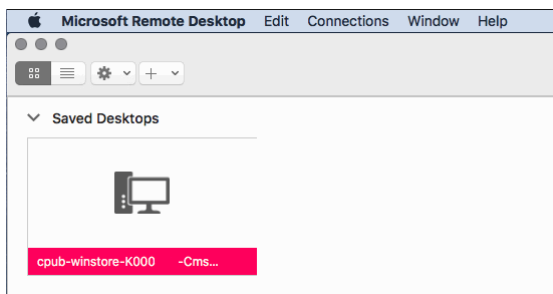 Microsoft Remote Desktop Edit Connections Window Help
Saved Desktops
cpub-winstore-K000 -Cms...